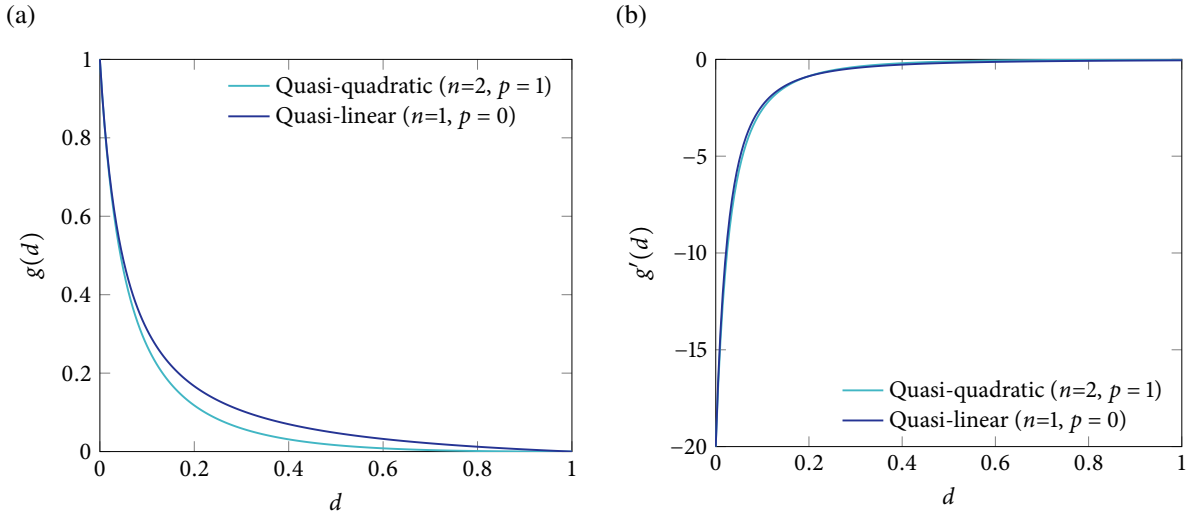 (a)
1
0.8
0.6
0.4
0.2
0
0
0.2
0.4
0.6
0.8
1
g(d)
d
Quasi-quadratic (n=2, p = 1)
Quasi-linear (n=1, p = 0)
(b)
0
−5
−10
−15
−20
0
0.2
0.4
0.6
0.8
1
g′(d)
d
Quasi-quadratic (n=2, p = 1)
Quasi-linear (n=1, p = 0)